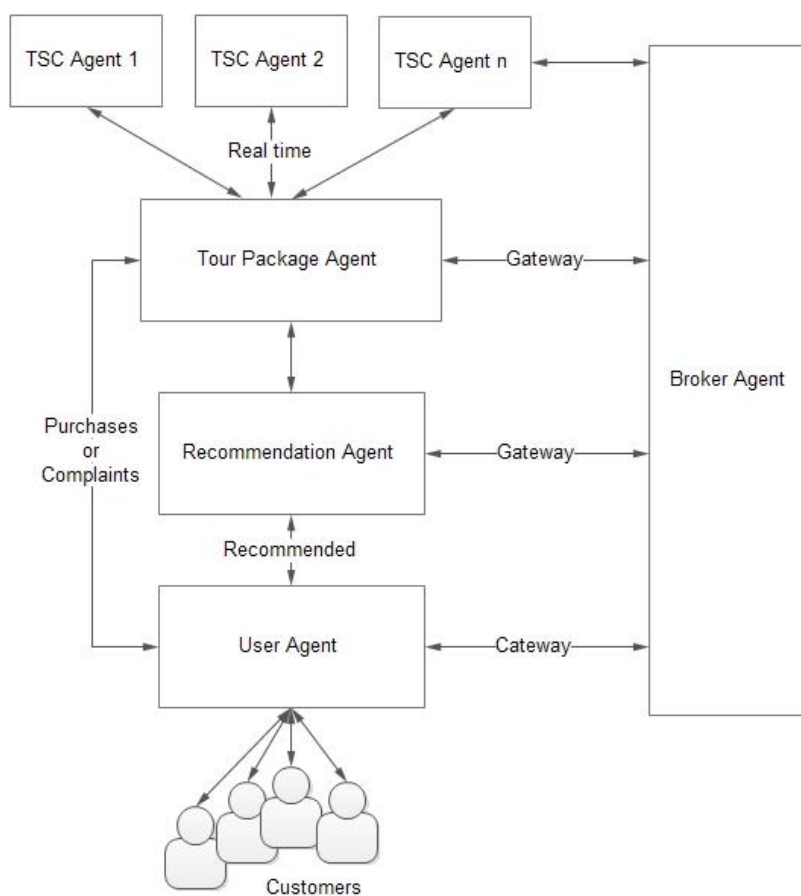 TSC Agent 1
TSC Agent 2
TSC Agent n
Real time
Tour Package Agent
Gateway
Broker Agent
Purchases
or
Complaints
Recommendation Agent
Gateway
Recommended
User Agent
Cateway
Customers